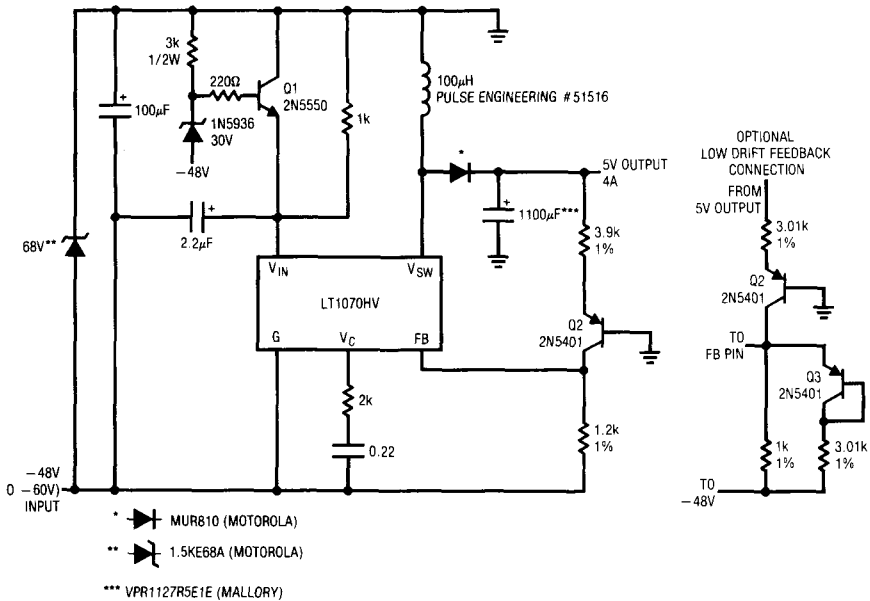 3k
1/2W
220Ω
Q1
2N5550
+
100µF
1N5936
30V
−48V
1k
100µH
PULSE ENGINEERING #51516
*
5V OUTPUT
4A
+
1100µF***
3.9k
1%
+
2.2µF
68V**
VIN
VSW
LT1070HV
G
VC
FB
Q2
2N5401
2k
0.22
1.2k
1%
−48V
0 −60V)
INPUT
OPTIONAL
LOW DRIFT FEEDBACK
CONNECTION
FROM
5V OUTPUT
3.01k
1%
Q2
2N5401
TO
FB PIN
Q3
2N5401
1k
1%
3.01k
1%
TO
−48V
* MUR810 (MOTOROLA)
** 1.5KE68A (MOTOROLA)
*** VPR1127R5E1E (MALLORY)